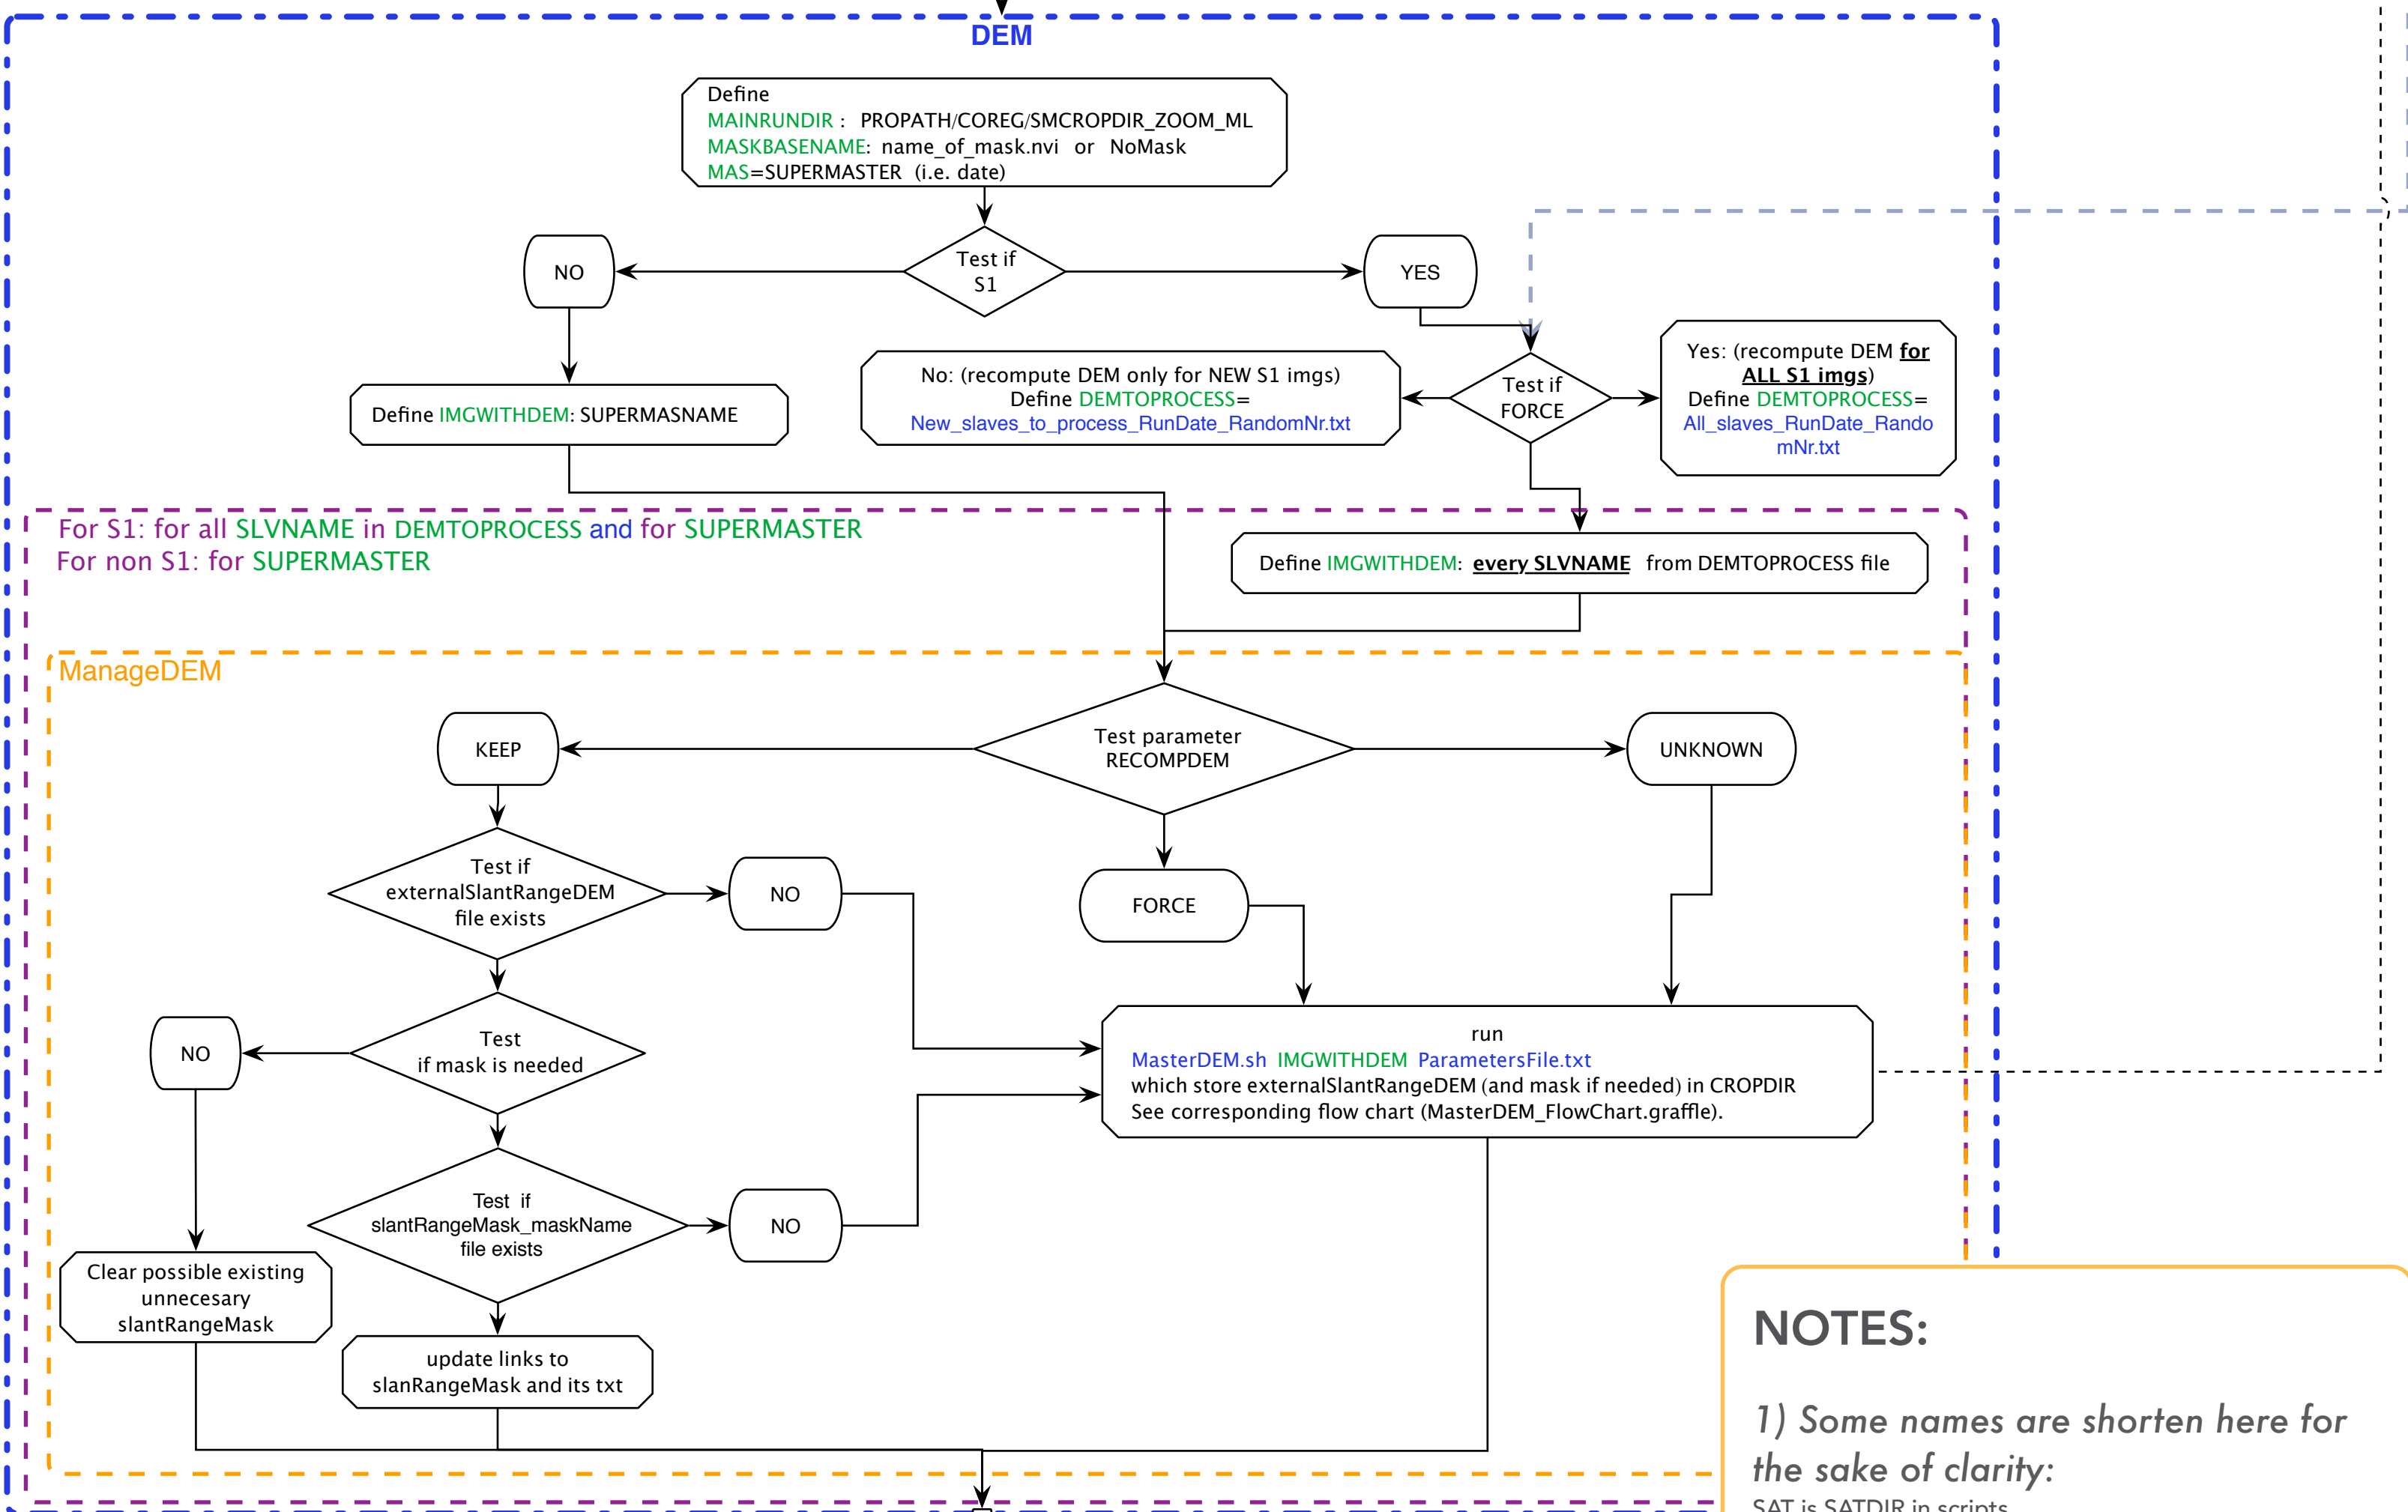 DEM
Define
MAINRUNDIR : PROPATH/COREG/SMCROPDIR_ZOOM_ML
MASKBASENAME: name_of_mask.nvi or NoMask
MAS=SUPERMASTER (i.e. date)
NO
Test if
S1
YES
Define IMGWITHDEM: SUPERMASNAME
No: (recompute DEM only for NEW S1 imgs)
Define DEMTOPROCESS=
New_slaves_to_process_RunDate_RandomNr.txt
Test if
FORCE
Yes: (recompute DEM for
ALL S1 imgs)
Define DEMTOPROCESS=
All_slaves_RunDate_Rando
mNr.txt
For S1: for all SLVNAME in DEMTOPROCESS and for SUPERMASTER
For non S1: for SUPERMASTER
Define IMGWITHDEM: every SLVNAME from DEMTOPROCESS file
ManageDEM
KEEP
Test parameter
RECOMPDEM
UNKNOWN
Test if
externalSlantRangeDEM
file exists
NO
FORCE
NO
Test
if mask is needed
run
MasterDEM.sh IMGWITHDEM ParametersFile.txt
which store externalSlantRangeDEM (and mask if needed) in CROPDIR
See corresponding flow chart (MasterDEM_FlowChart.graffle).
Test if
slantRangeMask_maskName
file exists
NO
Clear possible existing
unnecesary
slantRangeMask
update links to
slanRangeMask and its txt
NOTES:
1) Some names are shorten here for
the sake of clarity:
SAT is SATDIR in scripts